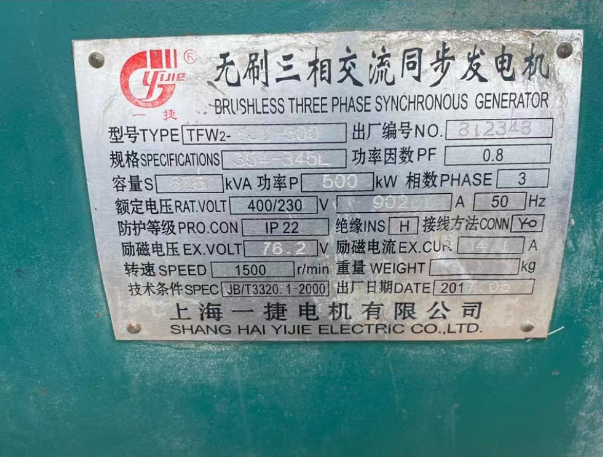 Yijie ®
一捷
无刷三相交流同步发电机
BRUSHLESS THREE PHASE SYNCHRONOUS GENERATOR
型号TYPE TFW2- 出厂编号NO. 312348
规格SPECIFICATIONS 功率因数PF 0.8
容量S 625 kVA 功率P 500 kW 相数PHASE 3
额定电压RAT.VOLT 400/230 V 902 A 50 Hz
防护等级PRO.CON IP 22 绝缘INS H 接线方法CONN Y-o
励磁电压EX.VOLT 76.2 V 励磁电流EX.CUR. A
转速SPEED 1500 r/min 重量WEIGHT kg
技术条件SPEC JB/T3320.1-2000 出厂日期DATE 201
上海一捷电机有限公司
SHANG HAI YIJIE ELECTRIC CO.,LTD.